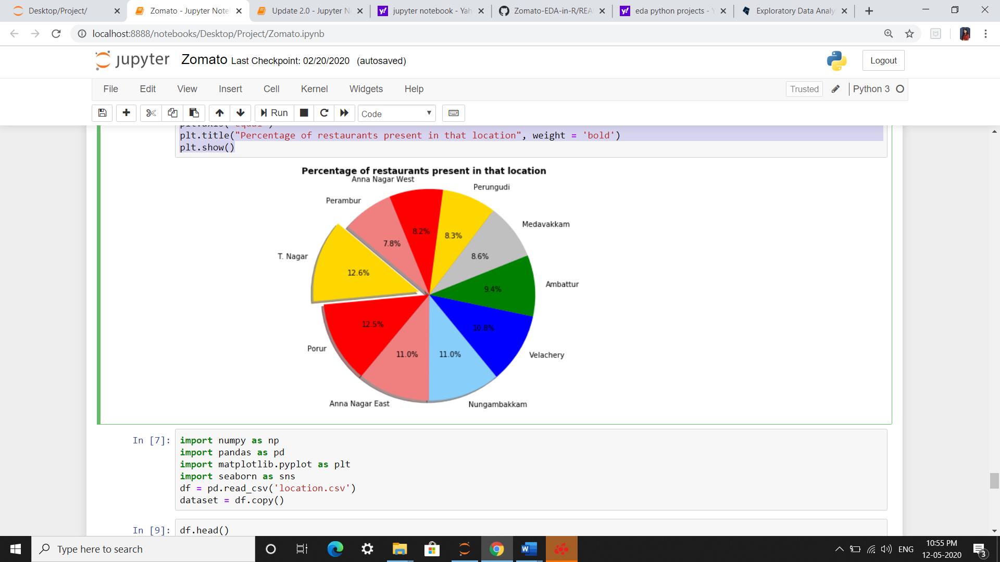 Desktop/Project/
Zomato - Jupyter Note
Update 2.0 - Jupyter N
jupyter notebook - Yah
Zomato-EDA-in-R/REA
eda python projects - Y
Exploratory Data Analy
localhost:8888/notebooks/Desktop/Project/Zomato.ipynb
jupyter Zomato Last Checkpoint: 02/20/2020 (autosaved)
Logout
File Edit View Insert Cell Kernel Widgets Help
Trusted
Python 3
Run
Code
plt.axis('equal')
plt.title("Percentage of restaurants present in that location", weight = 'bold')
plt.show()
Percentage of restaurants present in that location
Anna Nagar West
Perungudi
Perambur
Medavakkam
8.2%
8.3%
7.8%
8.6%
T. Nagar
12.6%
Ambattur
9.4%
12.5%
10.8%
Porur
11.0%
11.0%
Velachery
Anna Nagar East
Nungambakkam
In [7]:
import numpy as np
import pandas as pd
import matplotlib.pyplot as plt
import seaborn as sns
df = pd.read_csv('location.csv')
dataset = df.copy()
In [9]:
df.head()
Type here to search
ENG
10:55 PM
12-05-2020
3